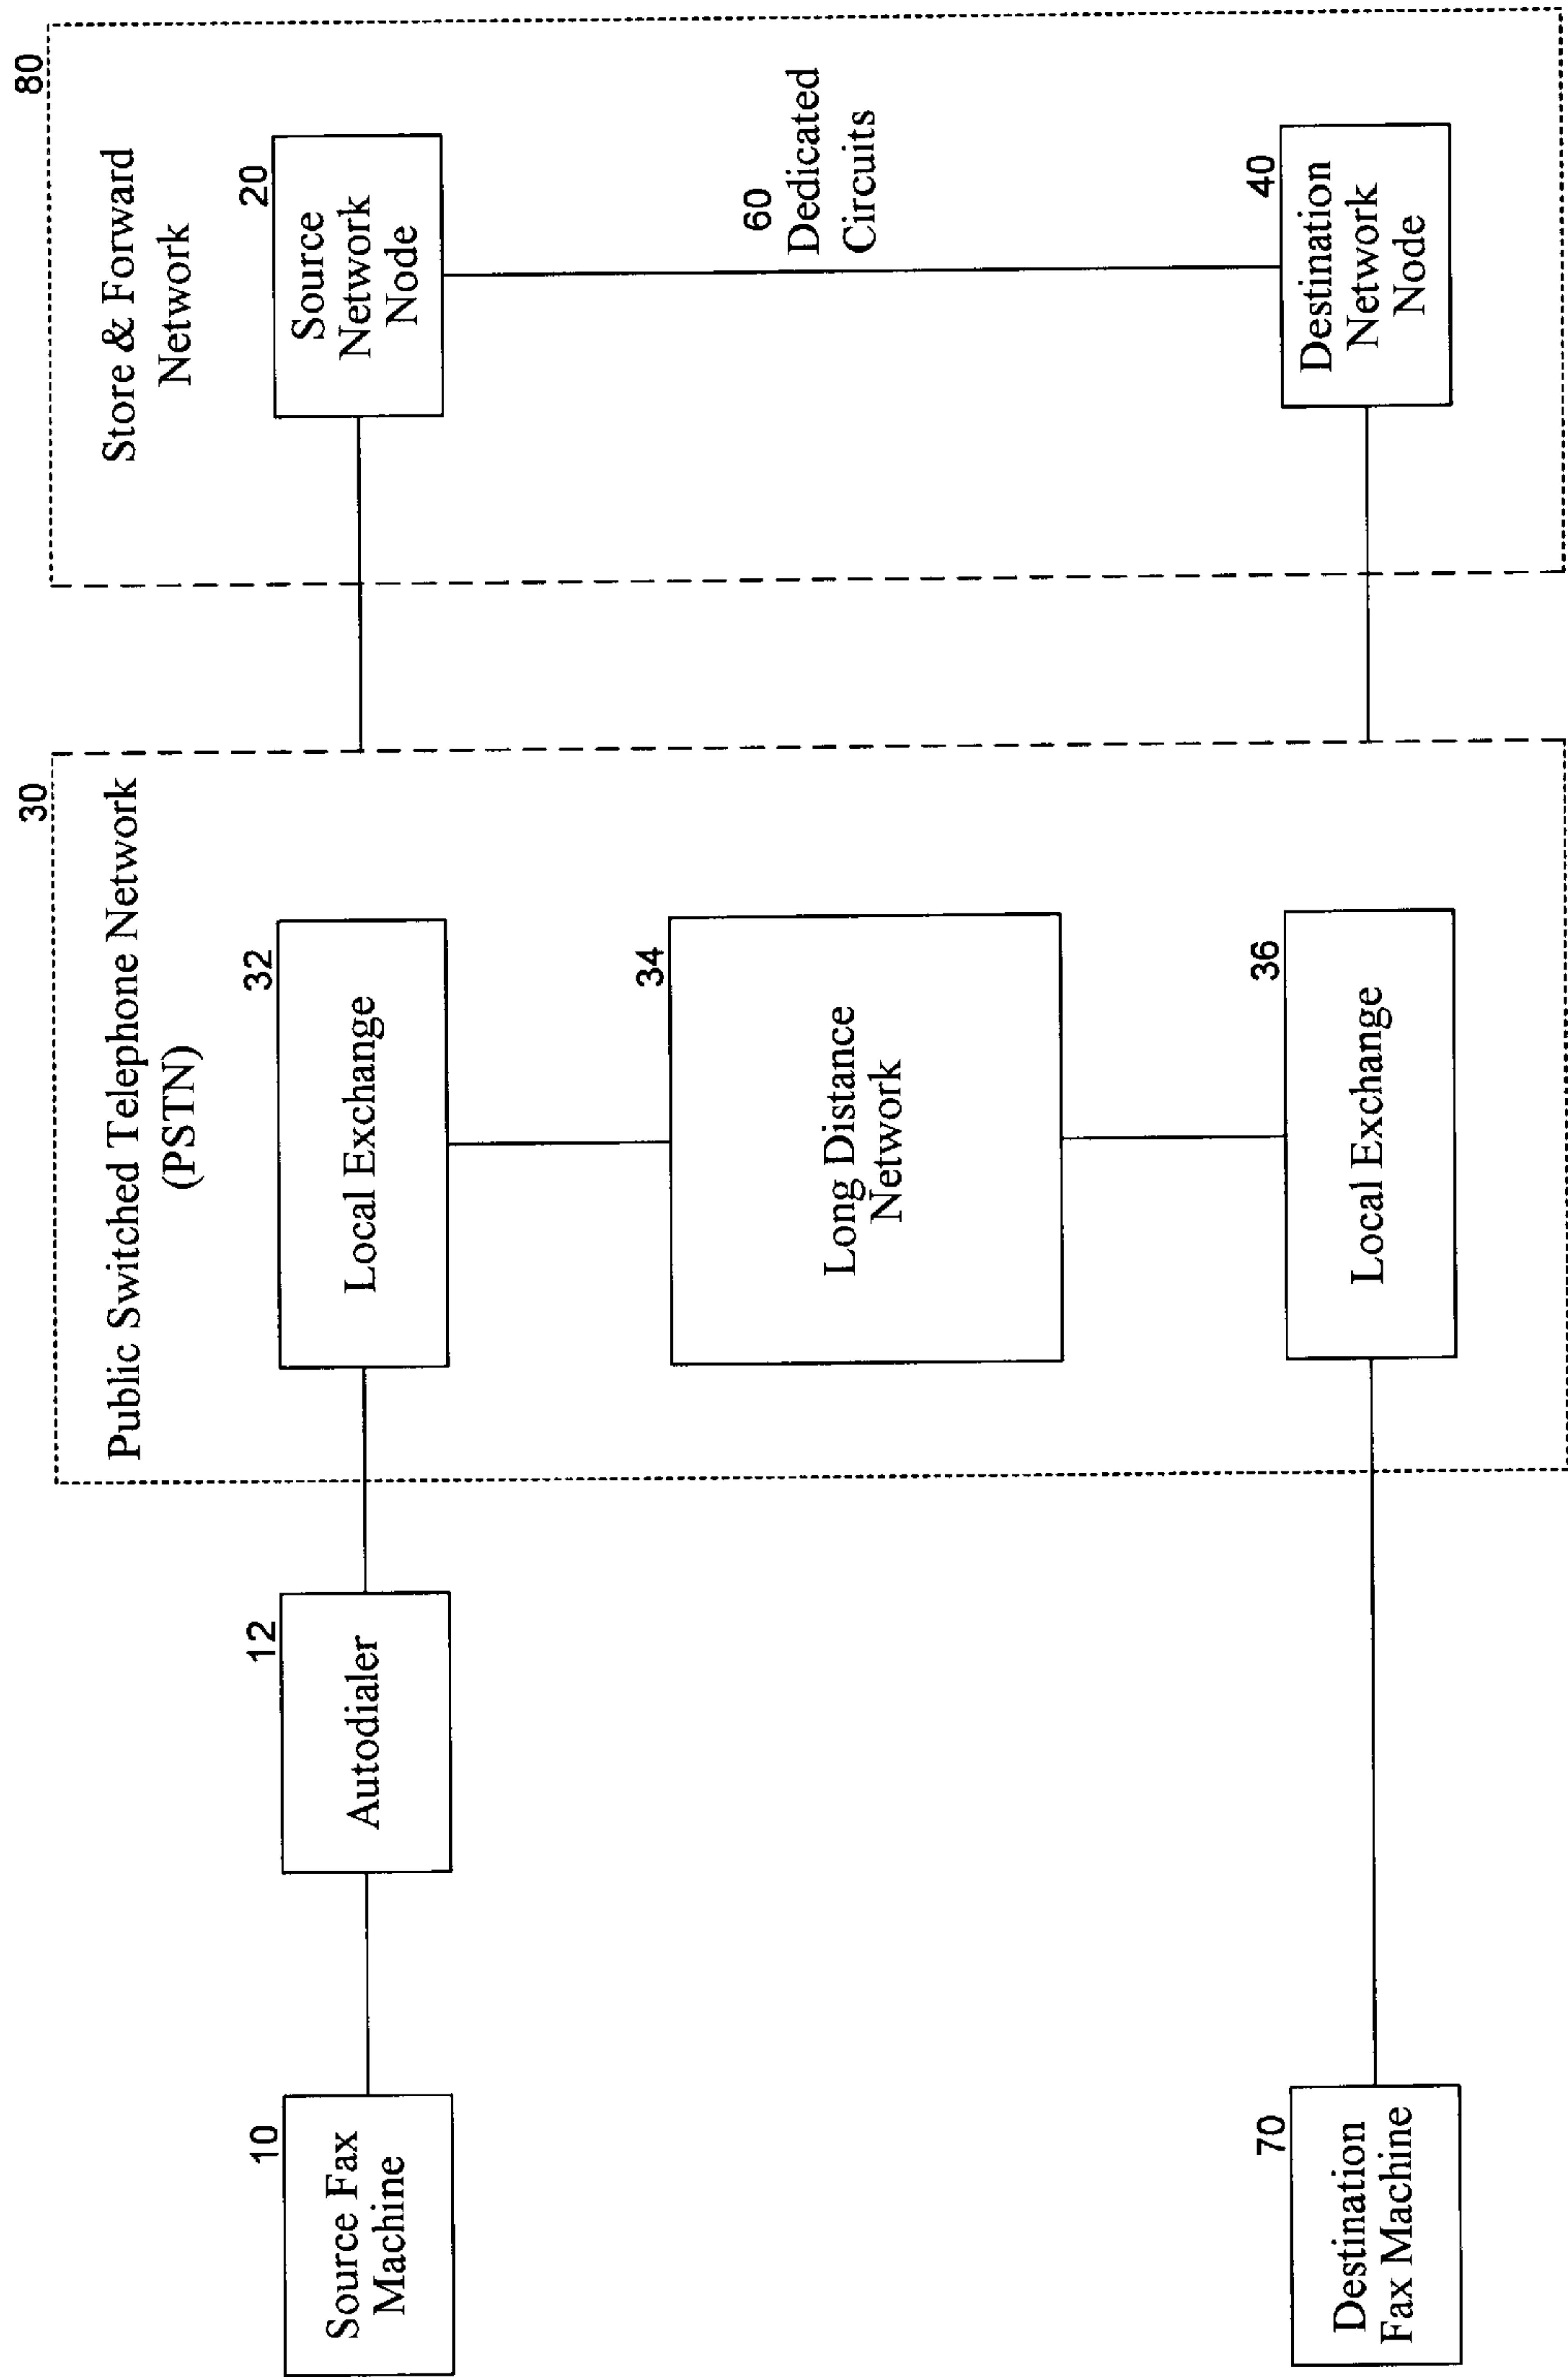 30
Public Switched Telephone Network
(PSTN)
80
Store & Forward
Network
10
Source Fax
Machine
12
Autodialer
32
Local Exchange
20
Source
Network
Node
34
Long Distance
Network
60
Dedicated
Circuits
70
Destination
Fax Machine
36
Local Exchange
40
Destination
Network
Node